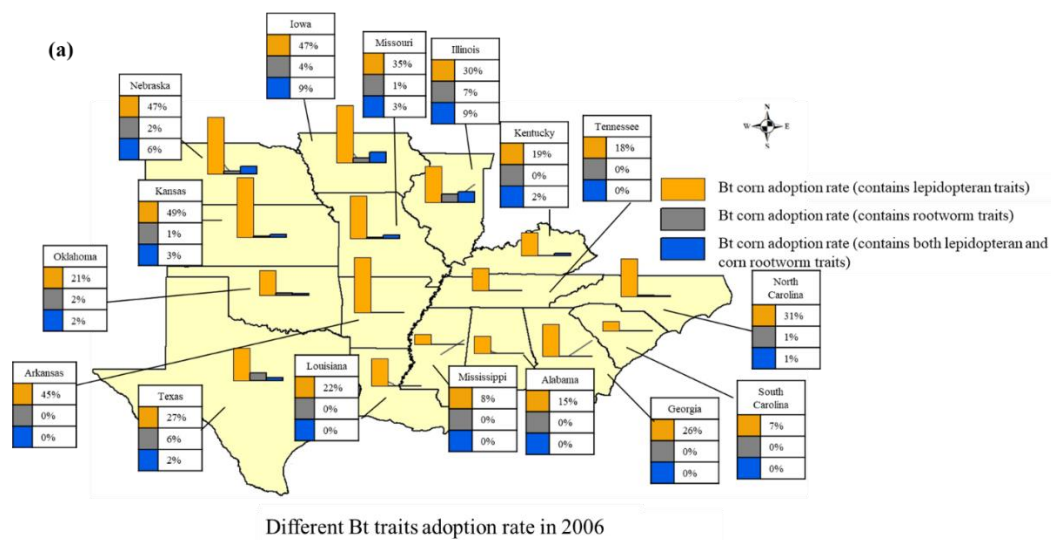 (a)
Iowa
47%
4%
9%
Missouri
35%
1%
3%
Illinois
30%
7%
9%
Nebraska
47%
2%
6%
Kentucky
19%
0%
2%
Tennessee
18%
0%
0%
N
W E
S
Bt corn adoption rate (contains lepidopteran traits)
Bt corn adoption rate (contains rootworm traits)
Bt corn adoption rate (contains both lepidopteran and
corn rootworm traits)
Kansas
49%
1%
3%
Oklahoma
21%
2%
2%
North
Carolina
31%
1%
1%
Arkansas
45%
0%
0%
Texas
27%
6%
2%
Louisiana
22%
0%
0%
Mississippi
8%
0%
0%
Alabama
15%
0%
0%
Georgia
26%
0%
0%
South
Carolina
7%
0%
0%
Different Bt traits adoption rate in 2006